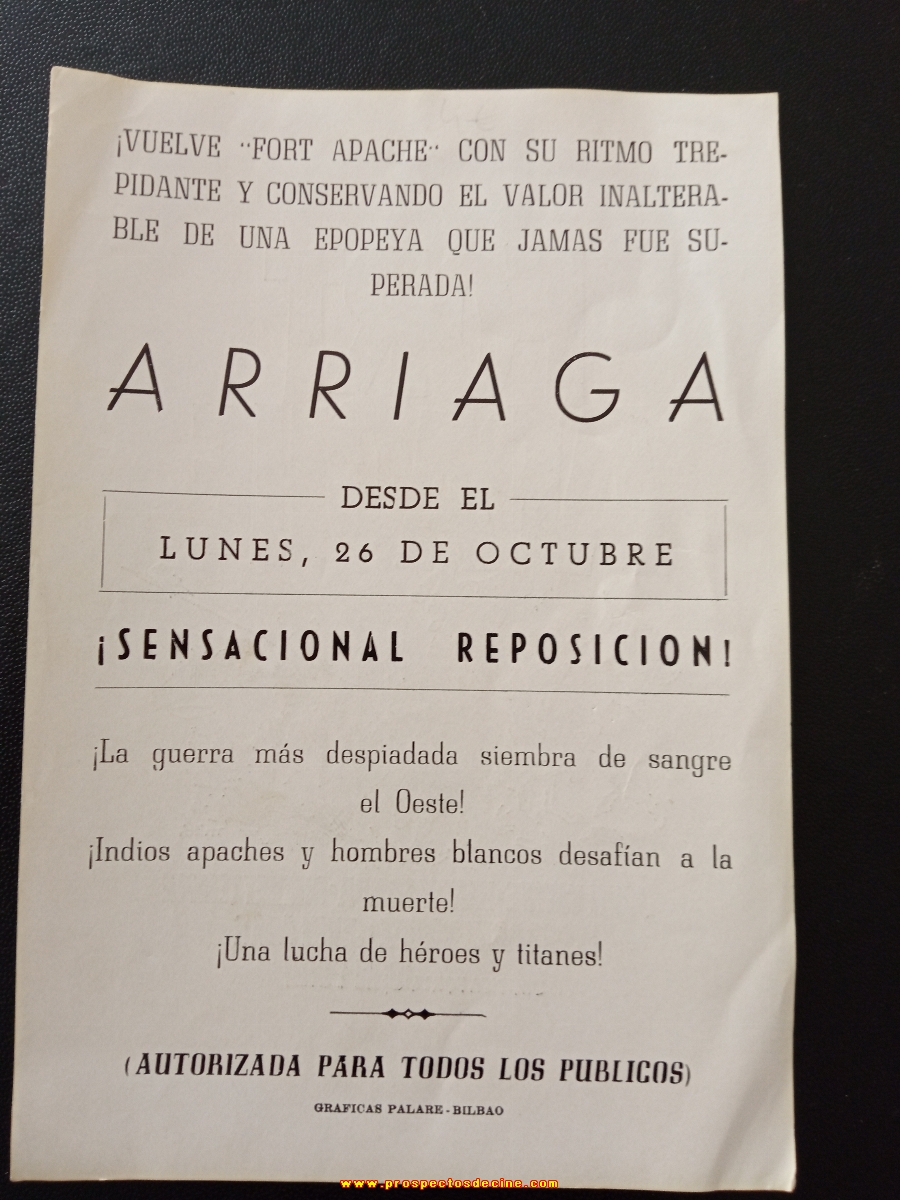 ¡VUELVE "FORT APACHE" CON SU RITMO TRE-
PIDANTE Y CONSERVANDO EL VALOR INALTERA-
BLE DE UNA EPOPEYA QUE JAMAS FUE SU-
PERADA!
ARRIAGA
DESDE EL
LUNES, 26 DE OCTUBRE
¡SENSACIONAL REPOSICION!
¡La guerra más despiadada siembra de sangre
el Oeste!
¡Indios apaches y hombres blancos desafían a la
muerte!
¡Una lucha de héroes y titanes!
(AUTORIZADA PARA TODOS LOS PUBLICOS)
GRAFICAS PALARE-BILBAO
www.prospectosdecine.com